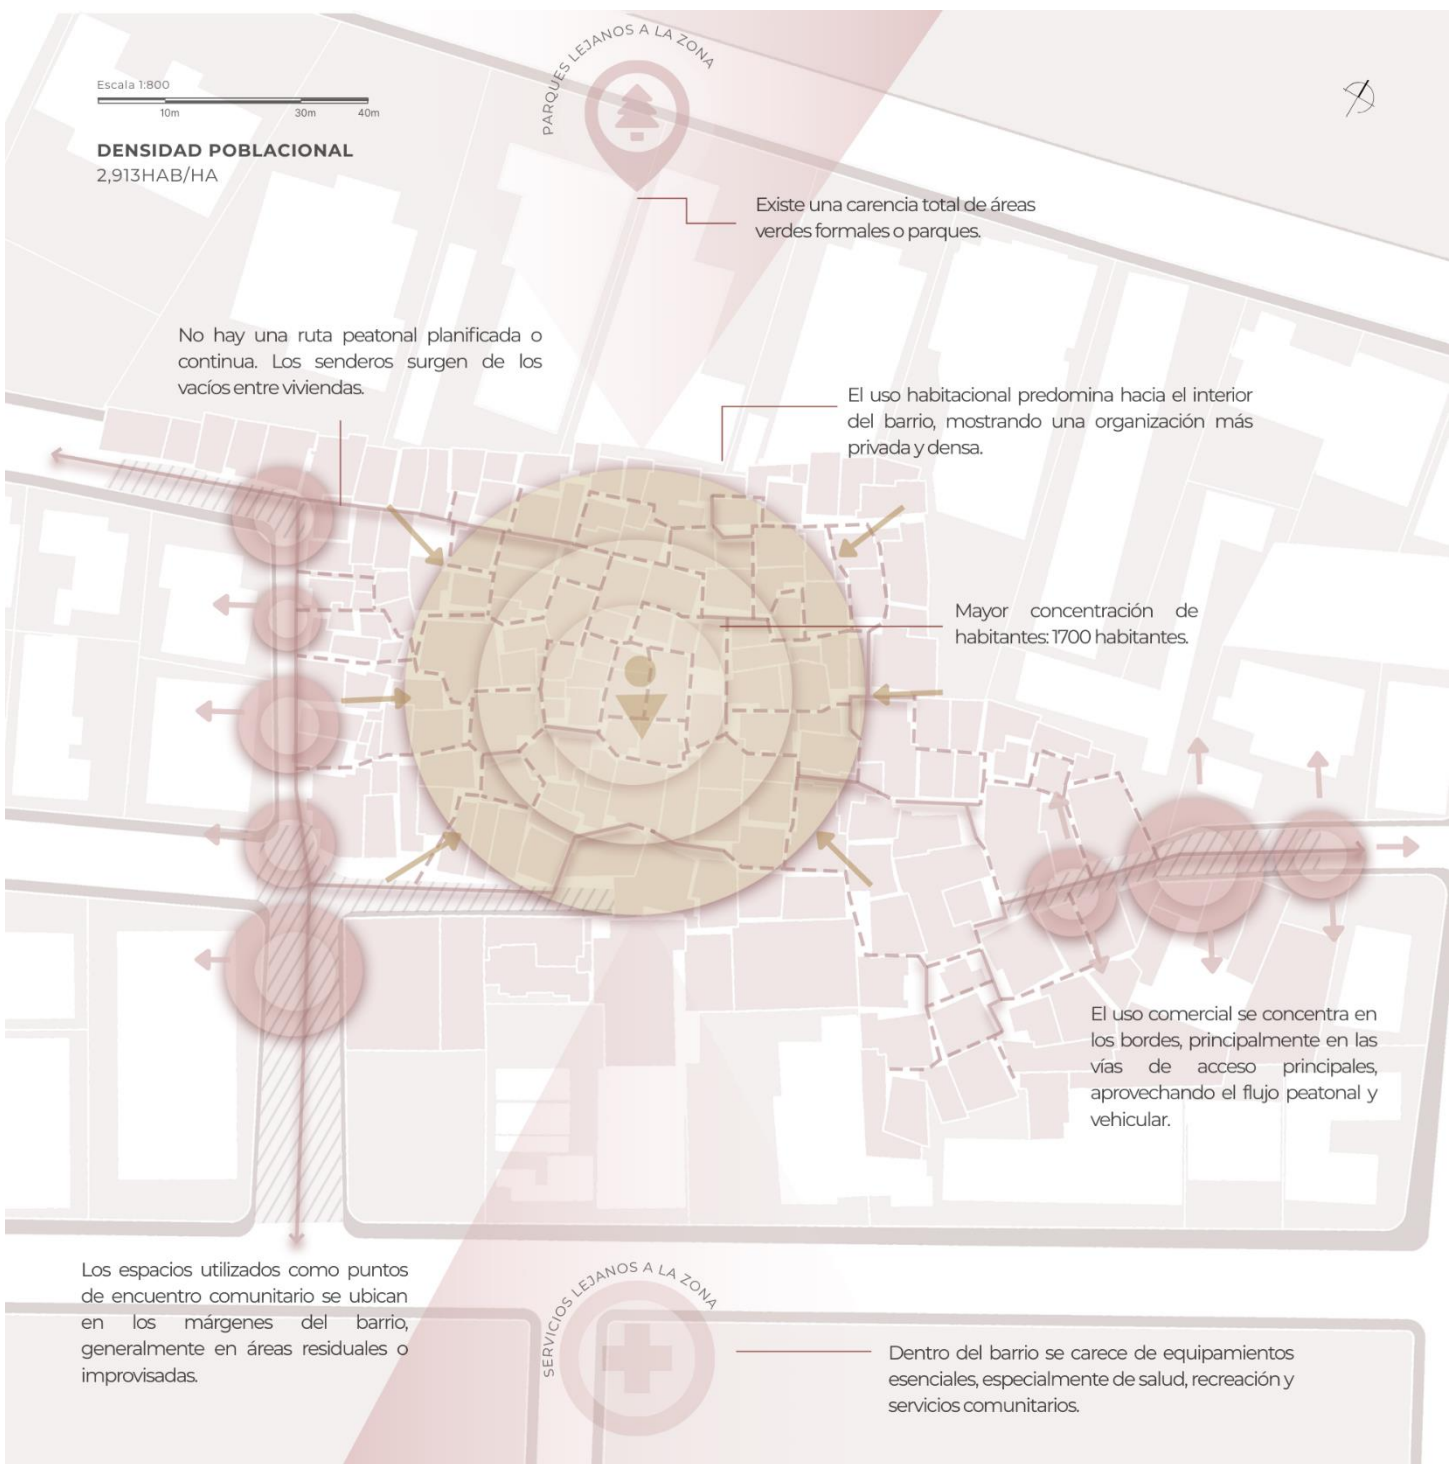 PARQUES LEJANOS A LA ZONA
Escala 1:800
10m 30m 40m
DENSIDAD POBLACIONAL
2,913HAB/HA
Existe una carencia total de áreas
verdes formales o parques.
No hay una ruta peatonal planificada o
continua. Los senderos surgen de los
vacíos entre viviendas.
El uso habitacional predomina hacia el interior
del barrio, mostrando una organización más
privada y densa.
Mayor concentración de
habitantes: 1700 habitantes.
El uso comercial se concentra en
los bordes, principalmente en las
vías de acceso principales,
aprovechando el flujo peatonal y
vehicular.
Los espacios utilizados como puntos
de encuentro comunitario se ubican
en los márgenes del barrio,
generalmente en áreas residuales o
improvisadas.
SERVICIOS LEJANOS A LA ZONA
Dentro del barrio se carece de equipamientos
esenciales, especialmente de salud, recreación y
servicios comunitarios.